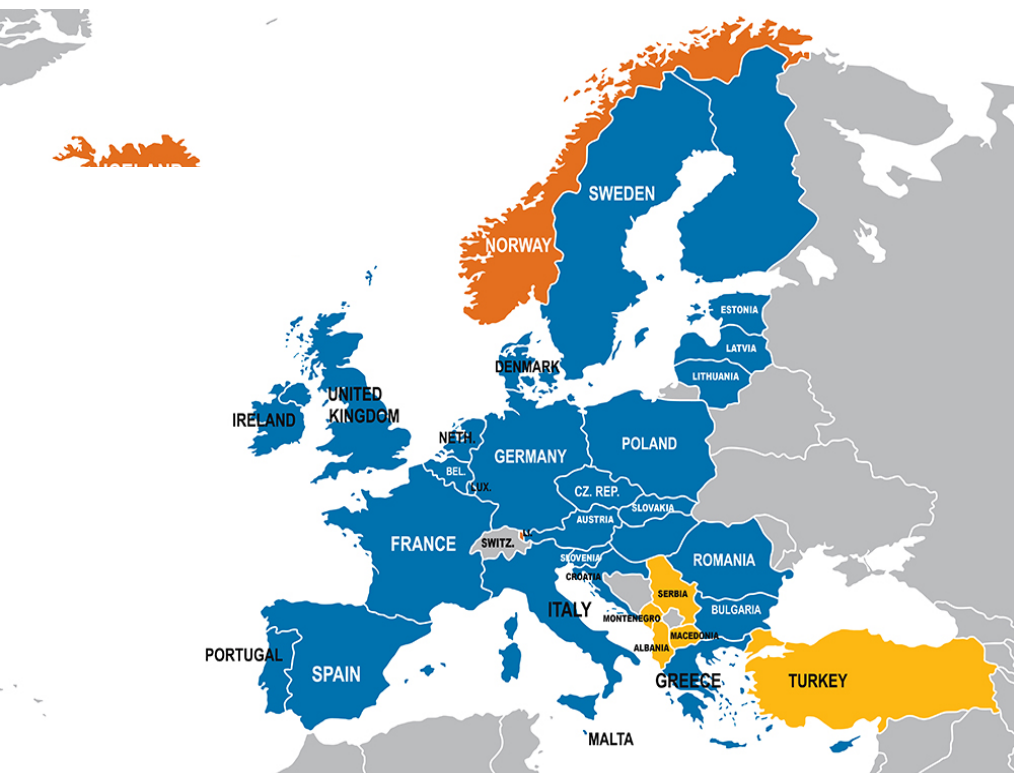 ICELAND
SWEDEN
NORWAY
ESTONIA
LATVIA
DENMARK
LITHUANIA
UNITED
KINGDOM
IRELAND
NETH.
POLAND
GERMANY
BEL.
LUX.
CZ. REP.
SLOVAKIA
AUSTRIA
SWITZ.
FRANCE
SLOVENIA
ROMANIA
CROATIA
SERBIA
ITALY
BULGARIA
MONTENEGRO
MACEDONIA
ALBANIA
PORTUGAL
SPAIN
GREECE
TURKEY
MALTA